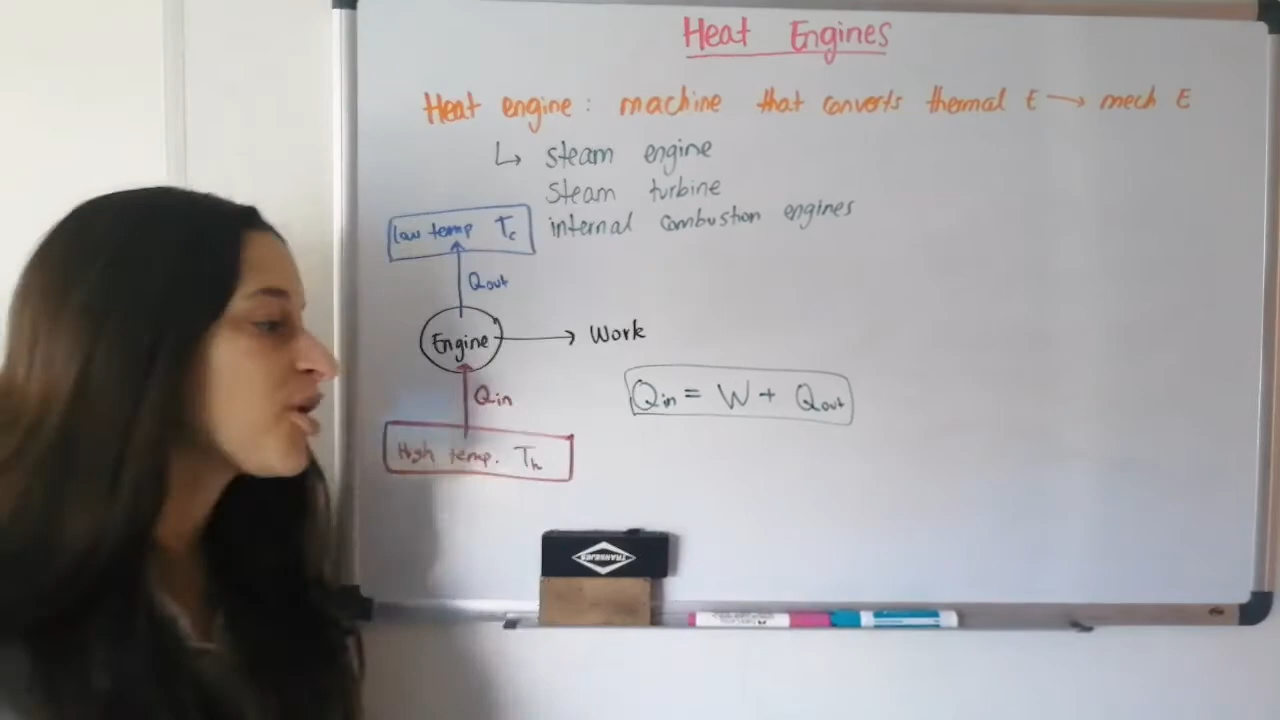 Heat Engines
Heat engine: machine that converts thermal E → mech E
↳ steam engine
steam turbine
internal combustion engines
low temp Tc
Qout
Engine → Work
Qin
Qin = W + Qout
High temp. Th
TRANSEJES